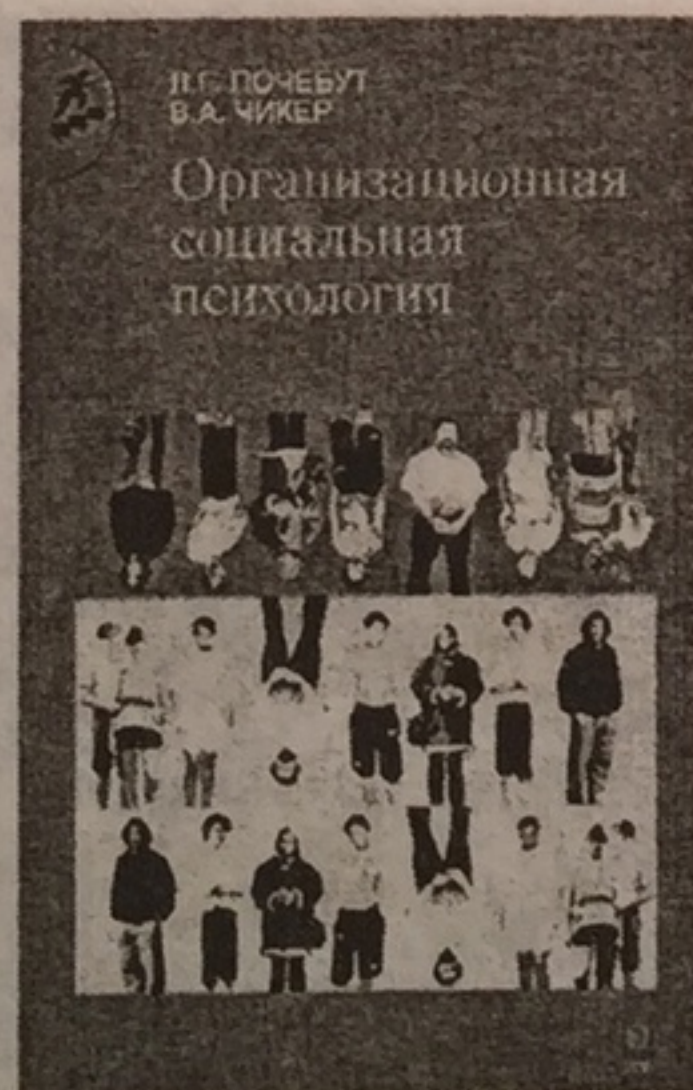 Л.Г. ПОЧЕБУТ
В.А. ЧИКЕР
Организационная
социальная
психология